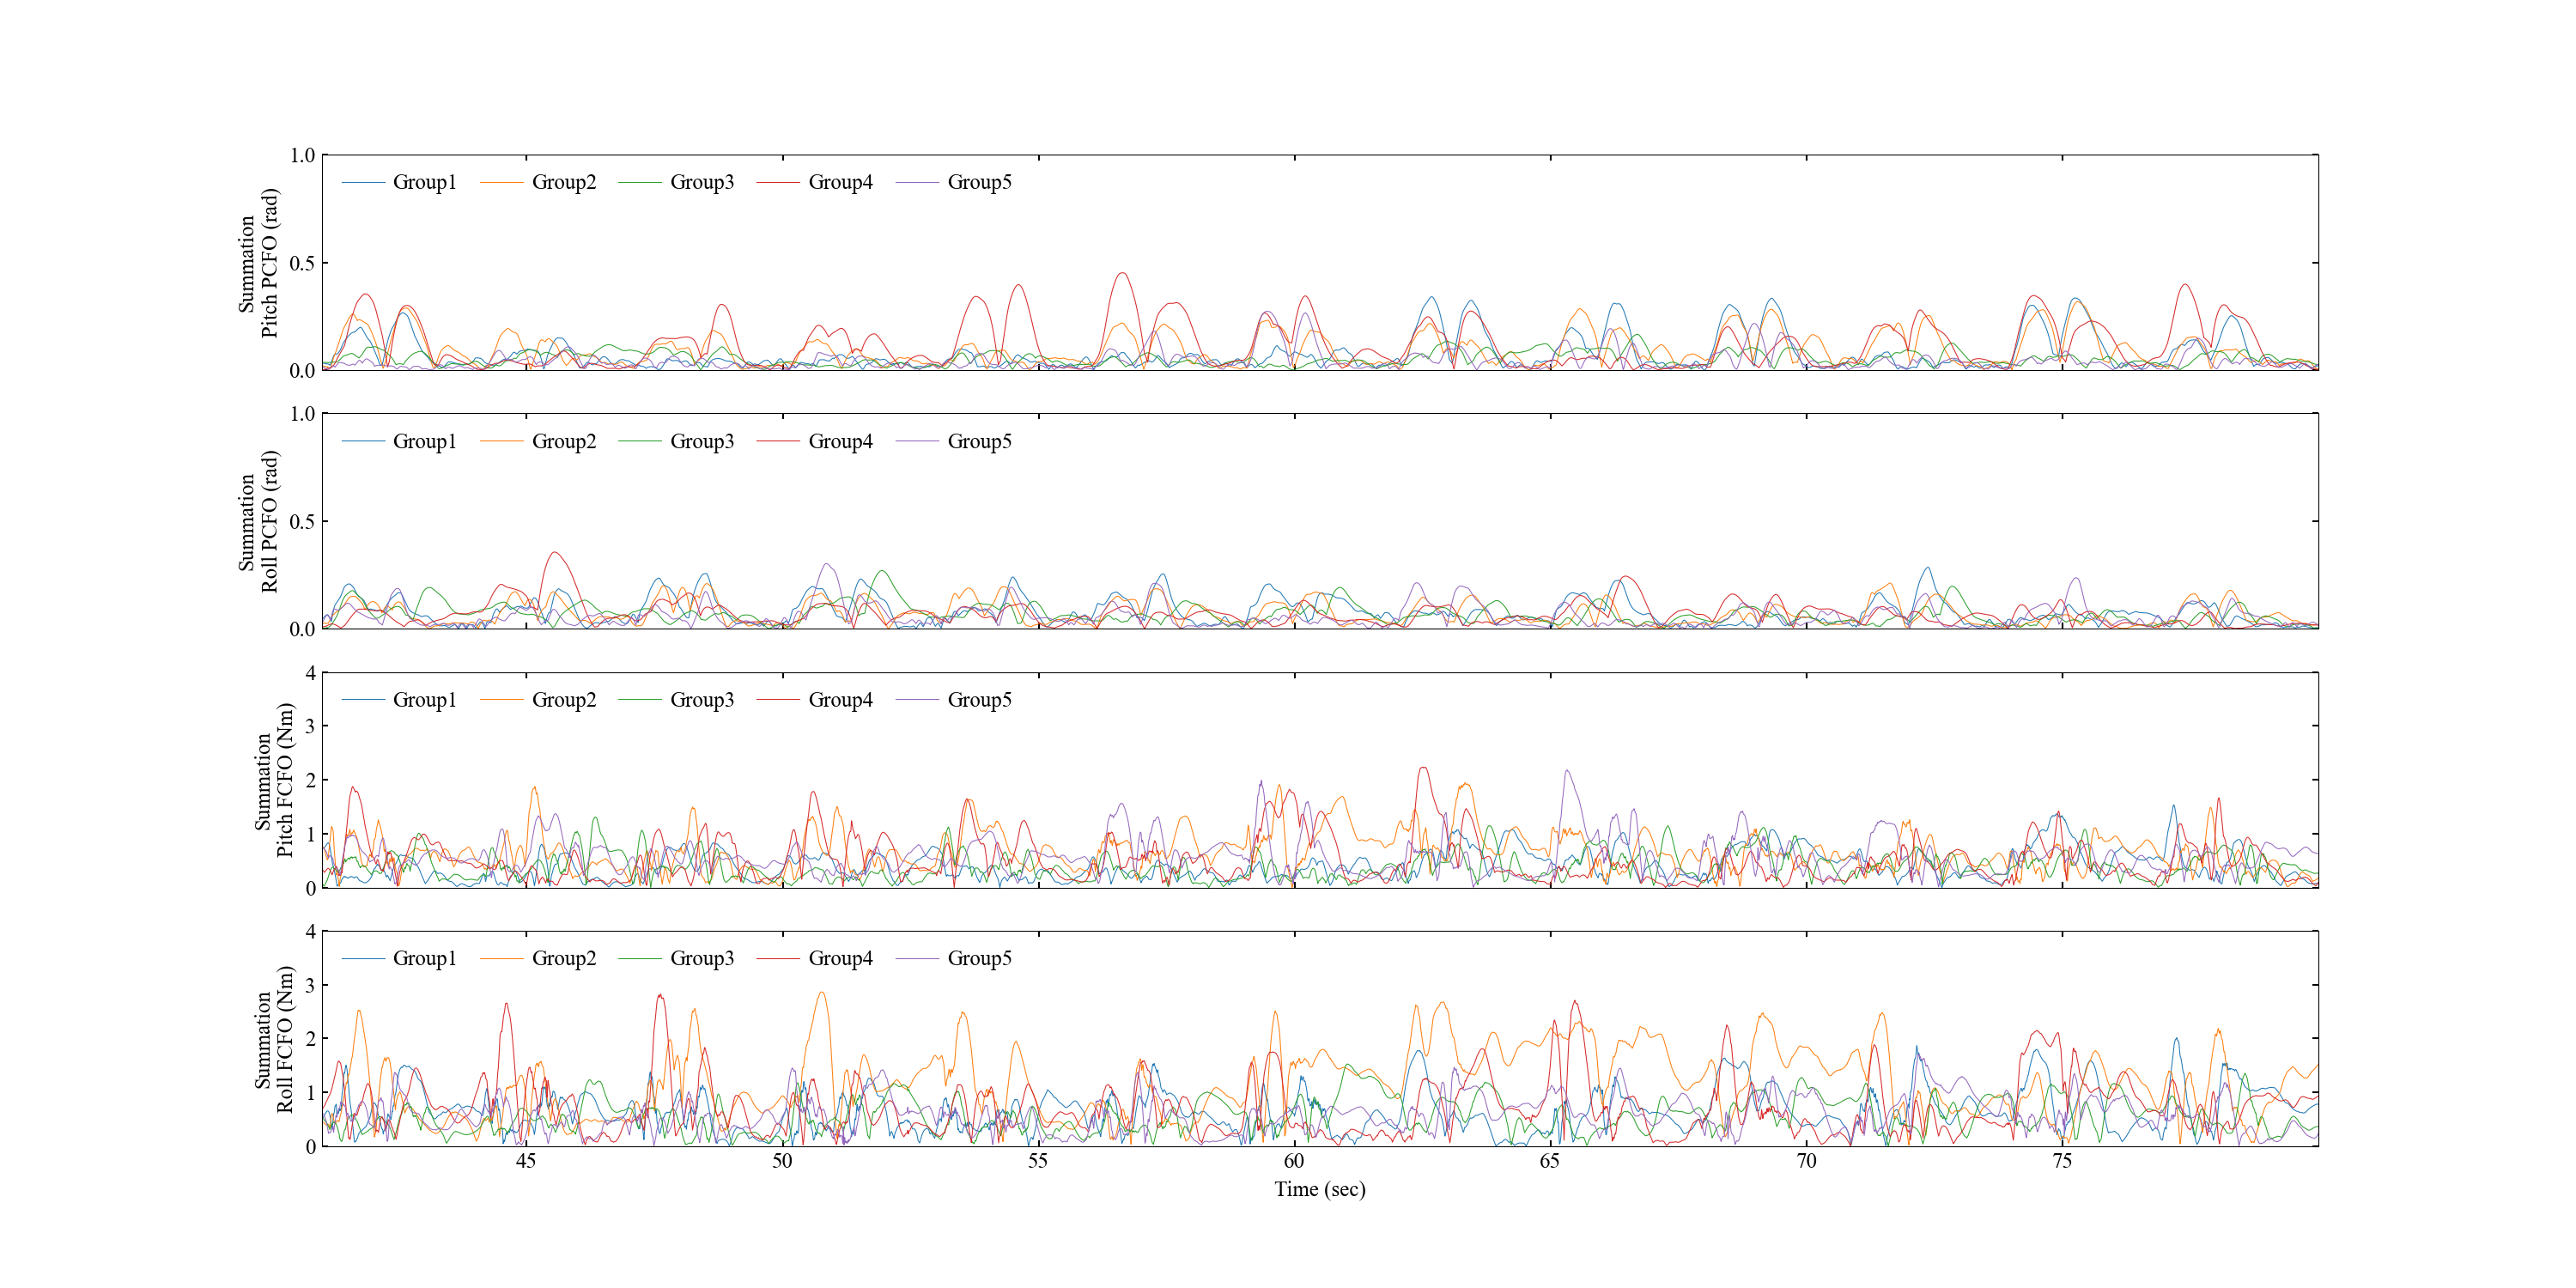 Summation
Pitch PCFO (rad)
1.0
0.5
0.0
Group1 Group2 Group3 Group4 Group5
Summation
Roll PCFO (rad)
1.0
0.5
0.0
Group1 Group2 Group3 Group4 Group5
Summation
Pitch FCFO (Nm)
4
3
2
1
0
Group1 Group2 Group3 Group4 Group5
Summation
Roll FCFO (Nm)
4
3
2
1
0
Group1 Group2 Group3 Group4 Group5
45 50 55 60 65 70 75
Time (sec)